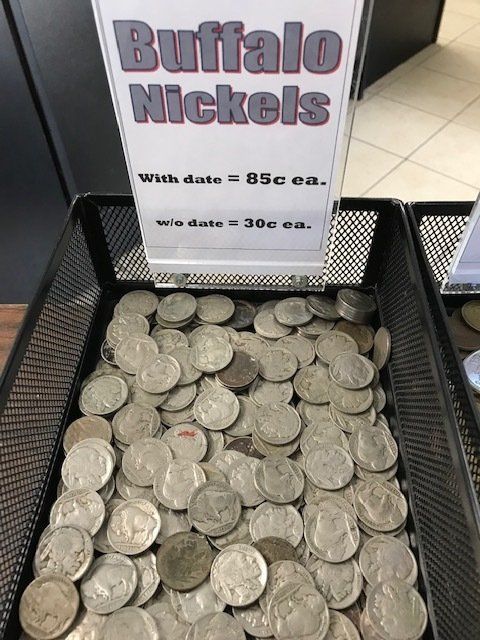 Buffalo
Nickels
With date = 85c ea.
w/o date = 30c ea.